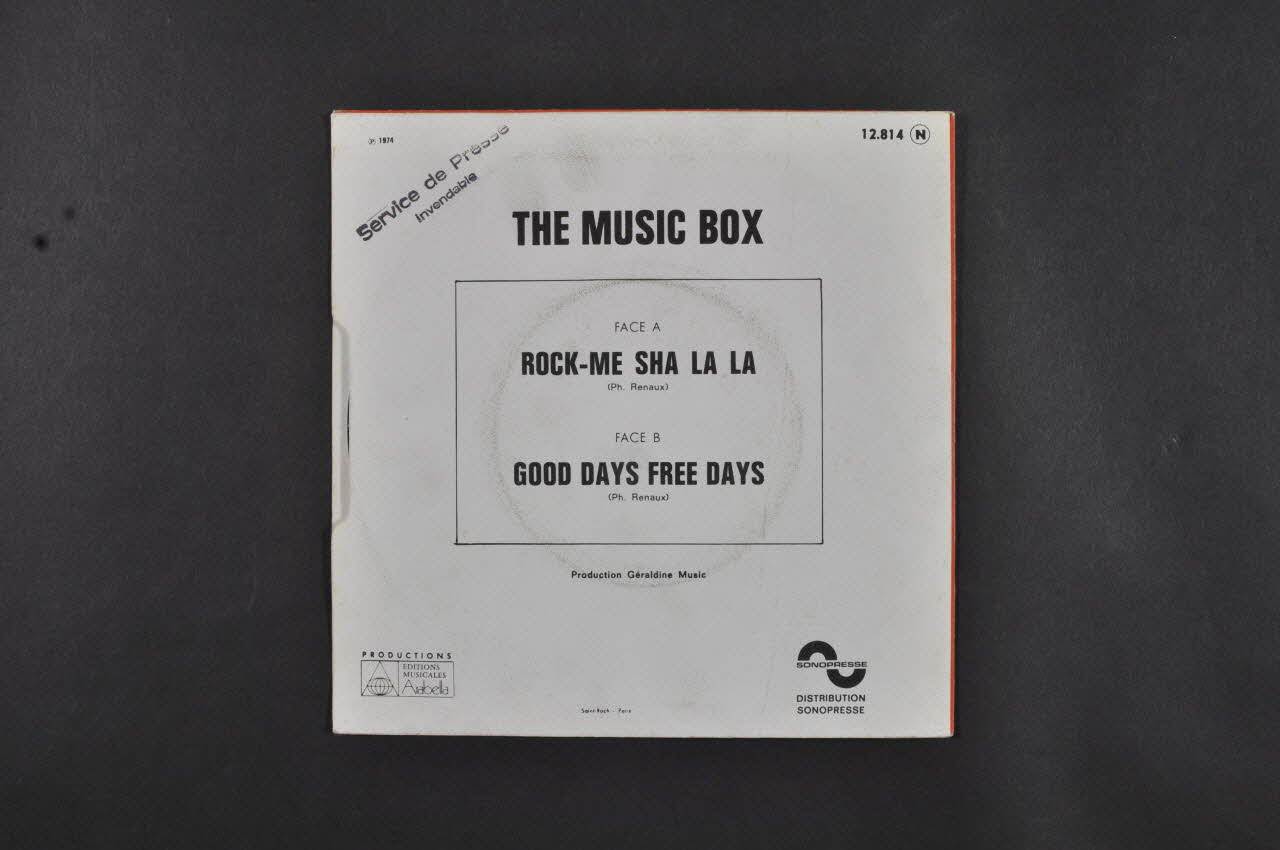 ℗ 1974
12.814 N
Service de Presse
Invendable
THE MUSIC BOX
FACE A
ROCK-ME SHA LA LA
(Ph. Renaux)
FACE B
GOOD DAYS FREE DAYS
(Ph. Renaux)
Production Géraldine Music
PRODUCTIONS
EDITIONS
MUSICALES
Arabella
SONOPRESSE
DISTRIBUTION
SONOPRESSE
Saint-Roch - Paris